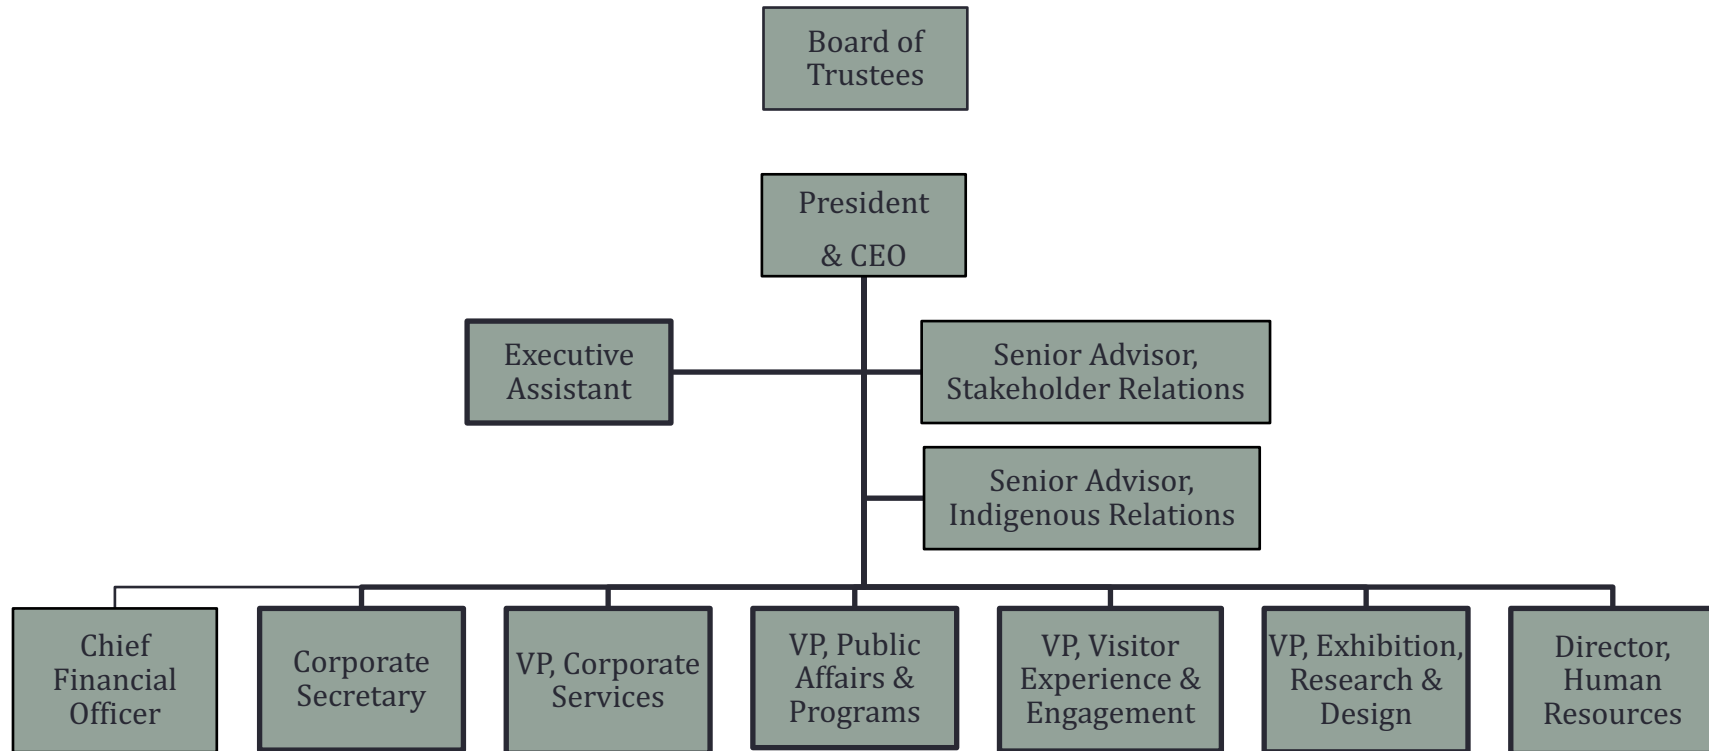 Board of
Trustees
President
& CEO
Executive
Assistant
Senior Advisor,
Stakeholder Relations
Senior Advisor,
Indigenous Relations
Chief
Financial
Officer
Corporate
Secretary
VP, Corporate
Services
VP, Public
Affairs &
Programs
VP, Visitor
Experience &
Engagement
VP, Exhibition,
Research &
Design
Director,
Human
Resources